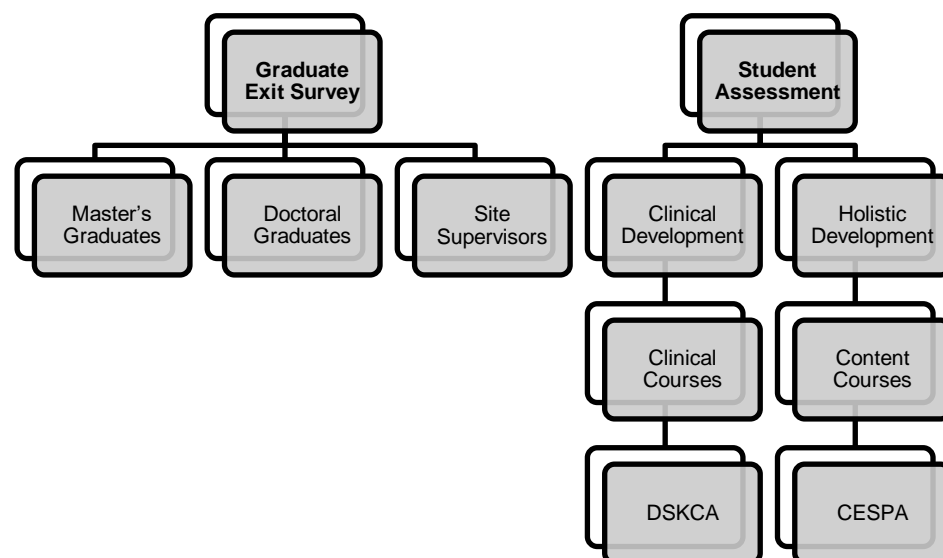 Graduate
Exit Survey
Student
Assessment
Master’s
Graduates
Doctoral
Graduates
Site
Supervisors
Clinical
Development
Holistic
Development
Clinical
Courses
Content
Courses
DSKCA
CESPA